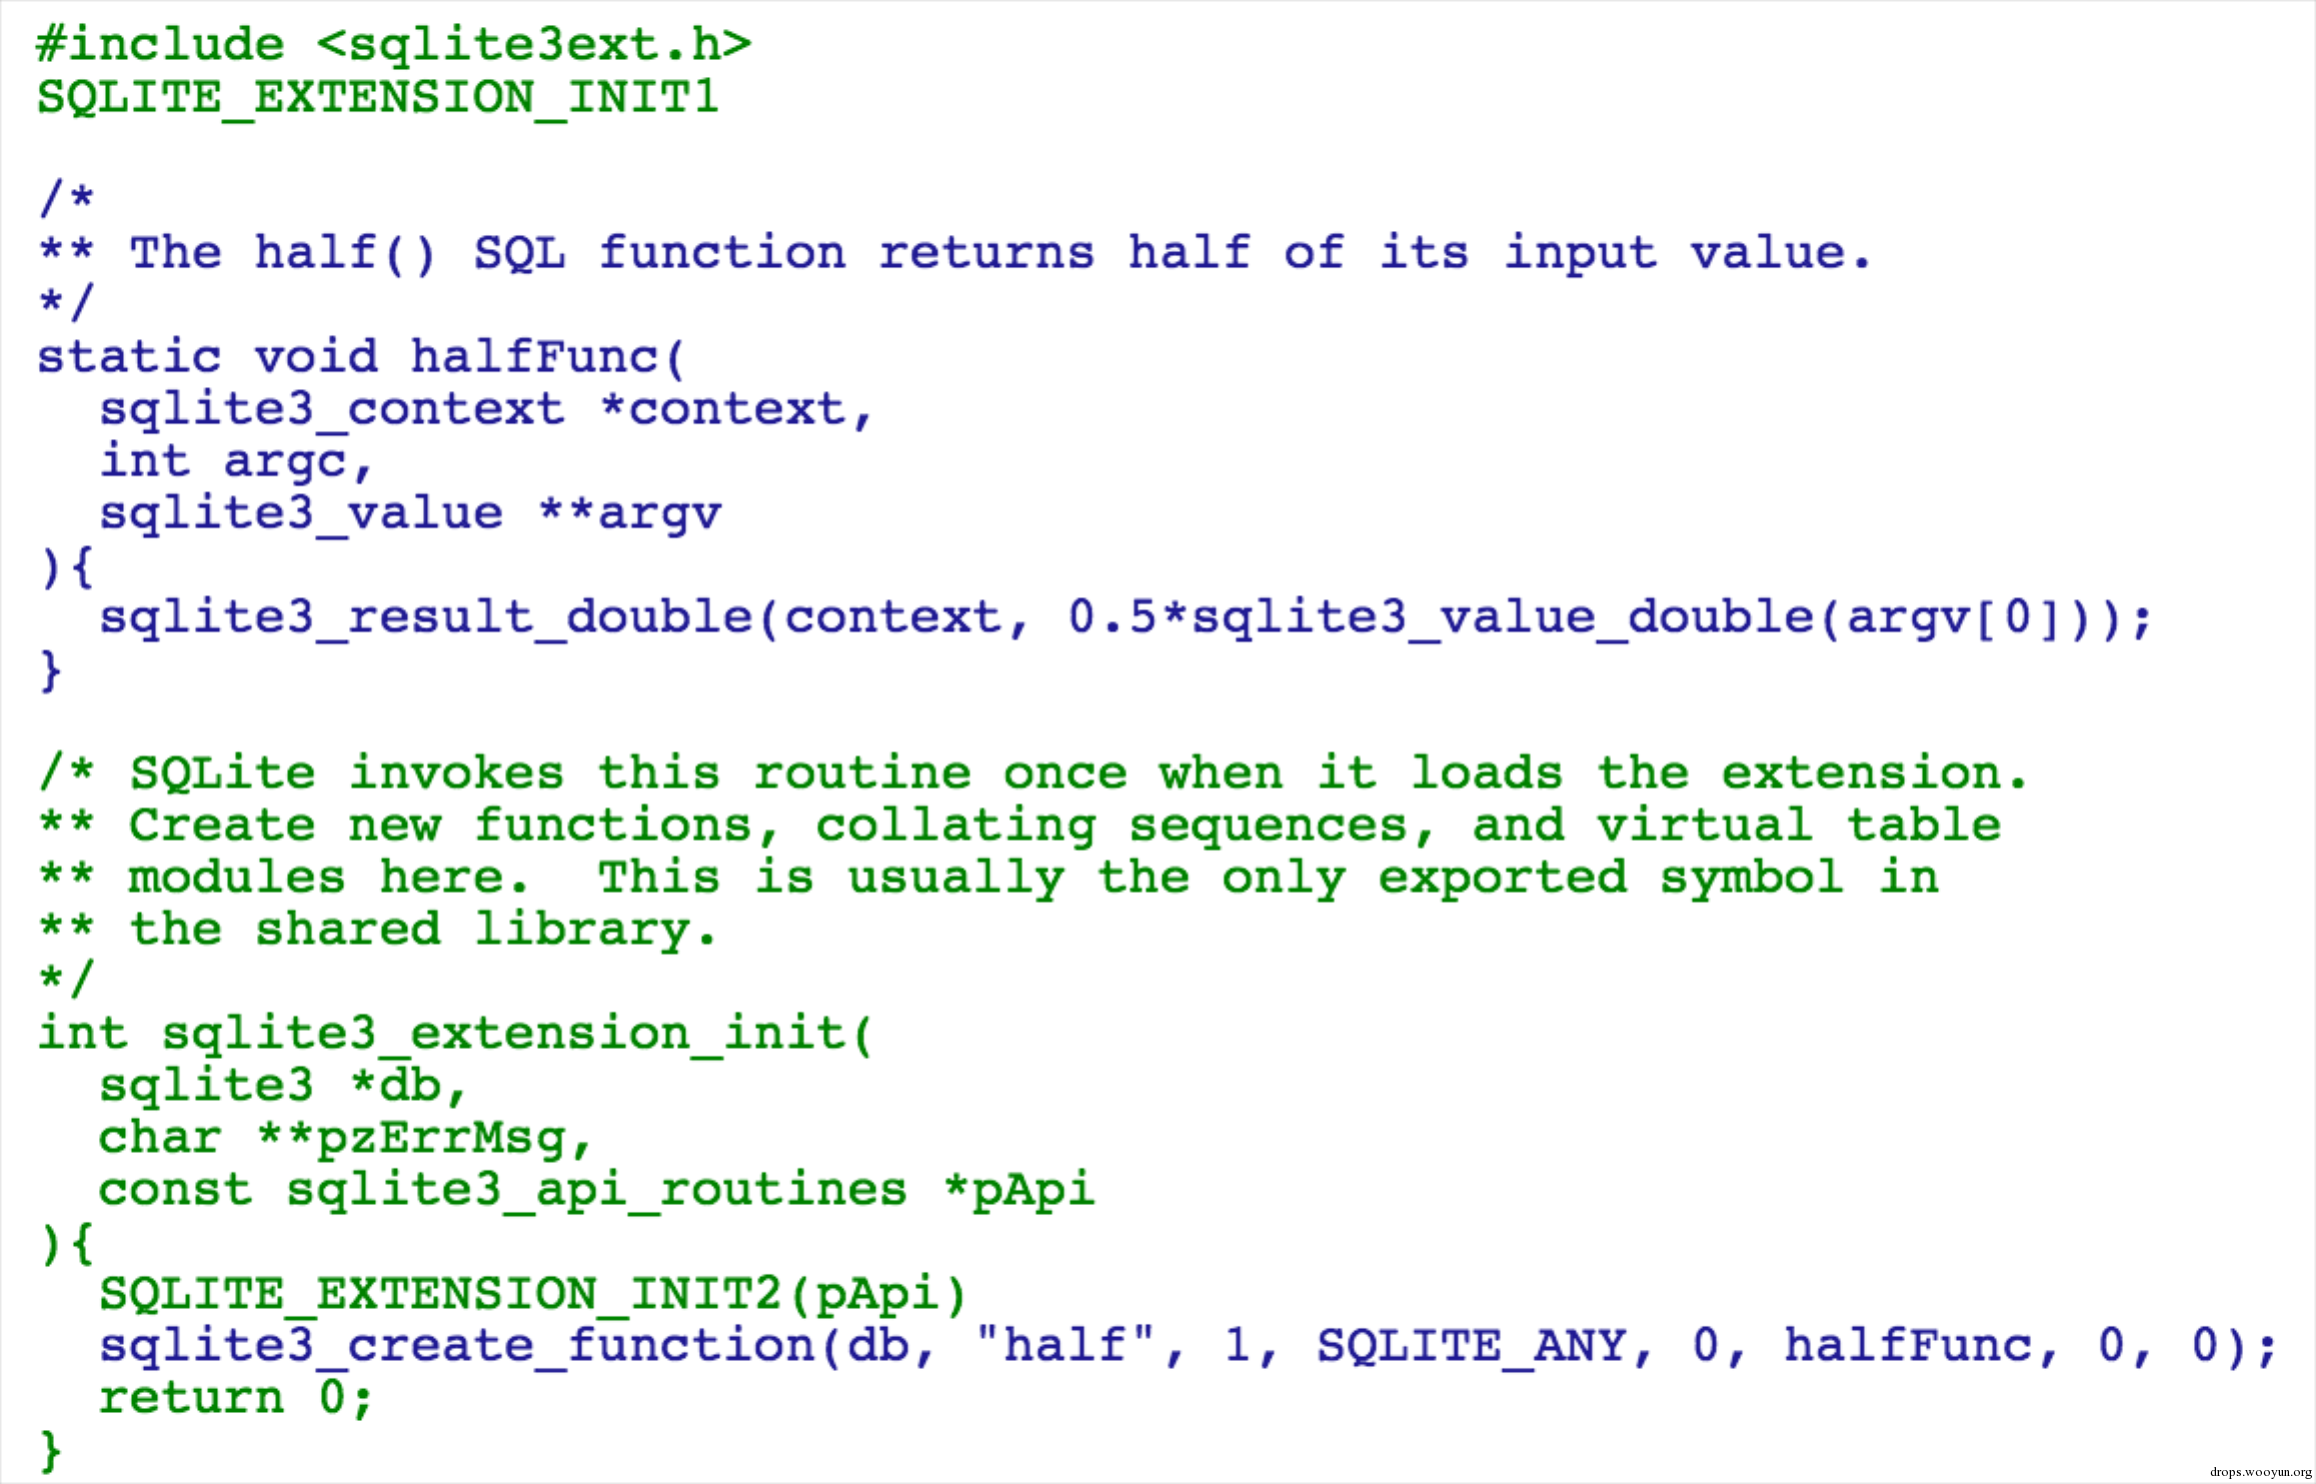 #include <sqlite3ext.h>
SQLITE_EXTENSION_INIT1

/*
** The half() SQL function returns half of its input value.
*/
static void halfFunc(
  sqlite3_context *context,
  int argc,
  sqlite3_value **argv
){
  sqlite3_result_double(context, 0.5*sqlite3_value_double(argv[0]));
}

/* SQLite invokes this routine once when it loads the extension.
** Create new functions, collating sequences, and virtual table
** modules here.  This is usually the only exported symbol in
** the shared library.
*/
int sqlite3_extension_init(
  sqlite3 *db,
  char **pzErrMsg,
  const sqlite3_api_routines *pApi
){
  SQLITE_EXTENSION_INIT2(pApi)
  sqlite3_create_function(db, "half", 1, SQLITE_ANY, 0, halfFunc, 0, 0);
  return 0;
}
drops.wooyun.org